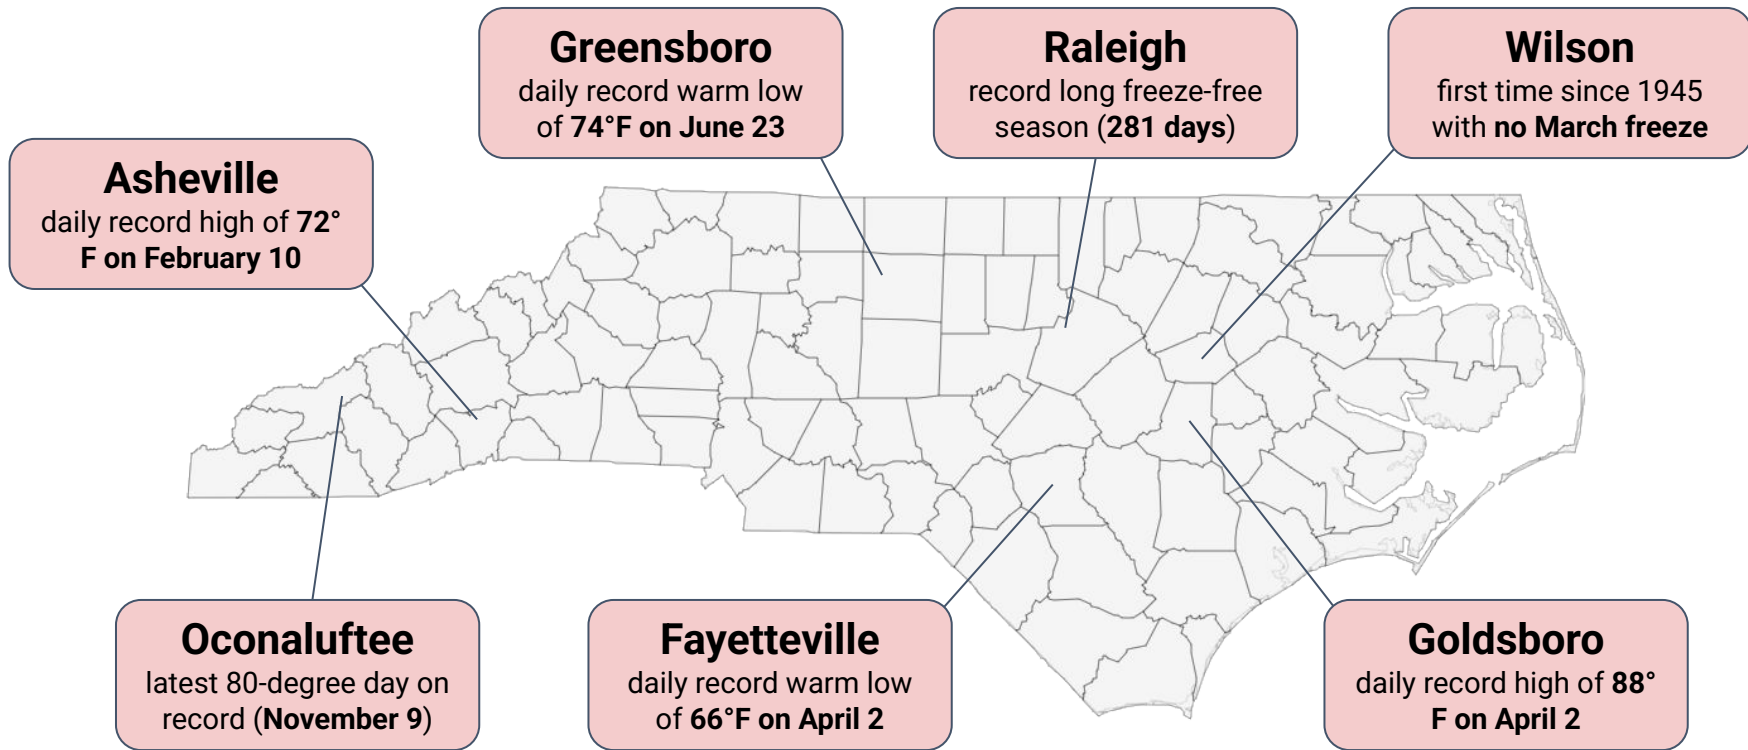 Greensboro
daily record warm low
of 74°F on June 23
Raleigh
record long freeze-free
season (281 days)
Wilson
first time since 1945
with no March freeze
Asheville
daily record high of 72°
F on February 10
Oconaluftee
latest 80-degree day on
record (November 9)
Fayetteville
daily record warm low
of 66°F on April 2
Goldsboro
daily record high of 88°
F on April 2